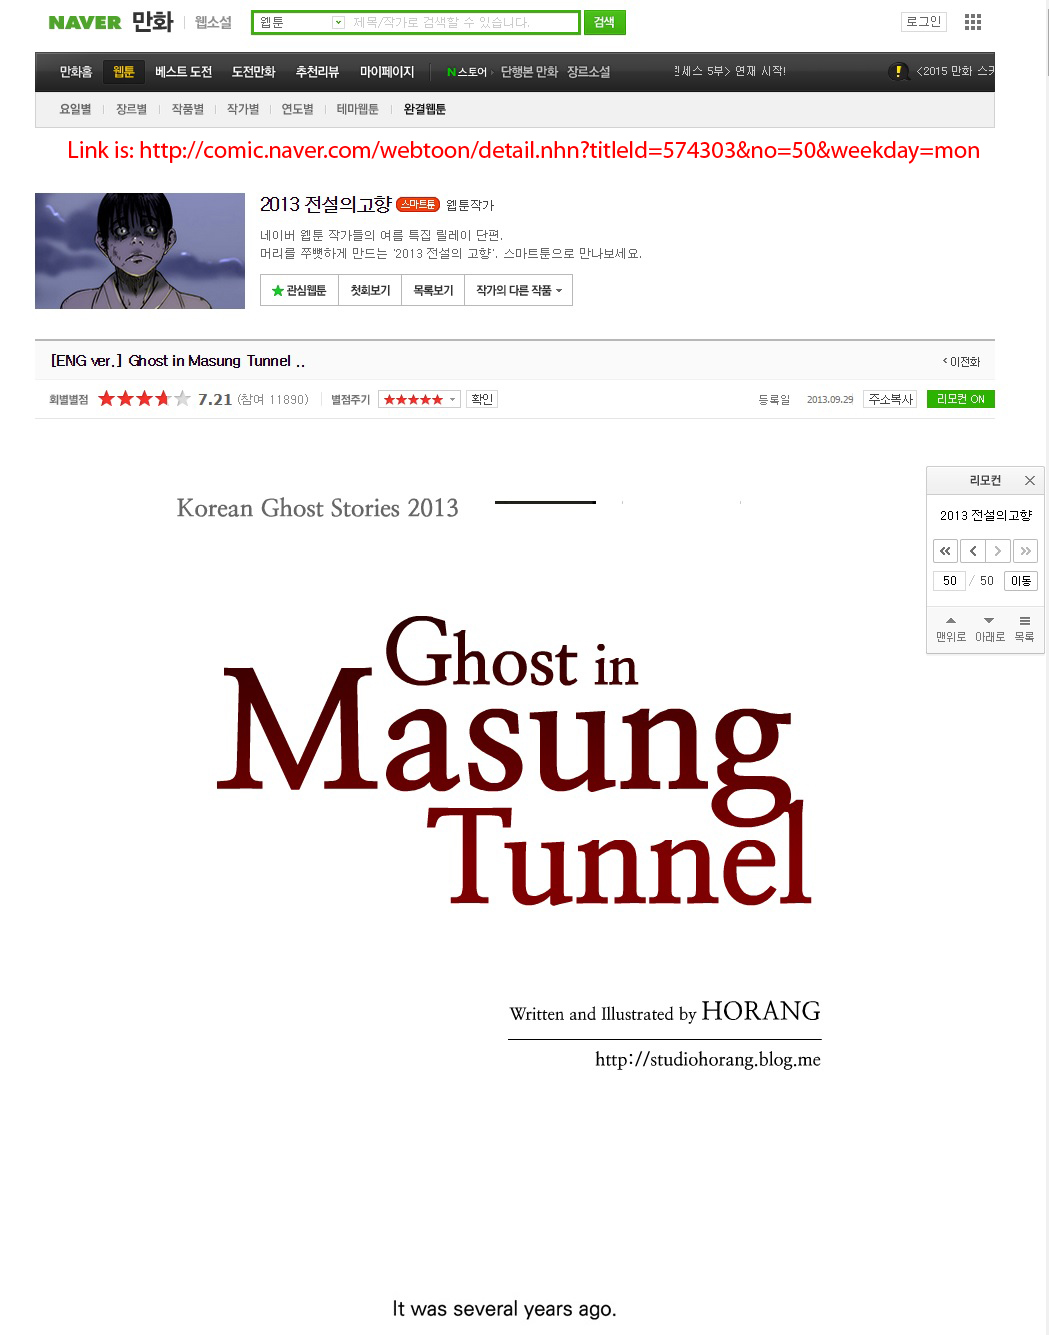 NAVER 만화 웹소설 웹툰 제목/작가로 검색할 수 있습니다. 검색 로그인
만화홈 웹툰 베스트 도전 도전만화 추천리뷰 마이페이지 N스토어 단행본 만화 장르소설 세스 5부> 연재 시작! <2015 만화
요일별 장르별 작품별 작가별 연도별 테마웹툰 완결웹툰
Link is: http://comic.naver.com/webtoon/detail.nhn?titleId=574303&no=50&weekday=mon
2013 전설의고향 스마트툰 웹툰작가
네이버 웹툰 작가들의 여름 특집 릴레이 단편.
머리를 쭈뼛하게 만드는 '2013 전설의 고향'. 스마트툰으로 만나보세요.
관심웹툰 첫회보기 목록보기 작가의 다른 작품
[ENG ver.] Ghost in Masung Tunnel .. 이전화
회별별점 7.21 (참여 11890) 별점주기 확인 등록일 2013.09.29 주소복사 리모컨 ON
리모컨
2013 전설의고향
50 / 50 이동
맨위로 아래로 목록
Korean Ghost Stories 2013
Ghost in
Masung
Tunnel
Written and Illustrated by HORANG
http://studiohorang.blog.me
It was several years ago.